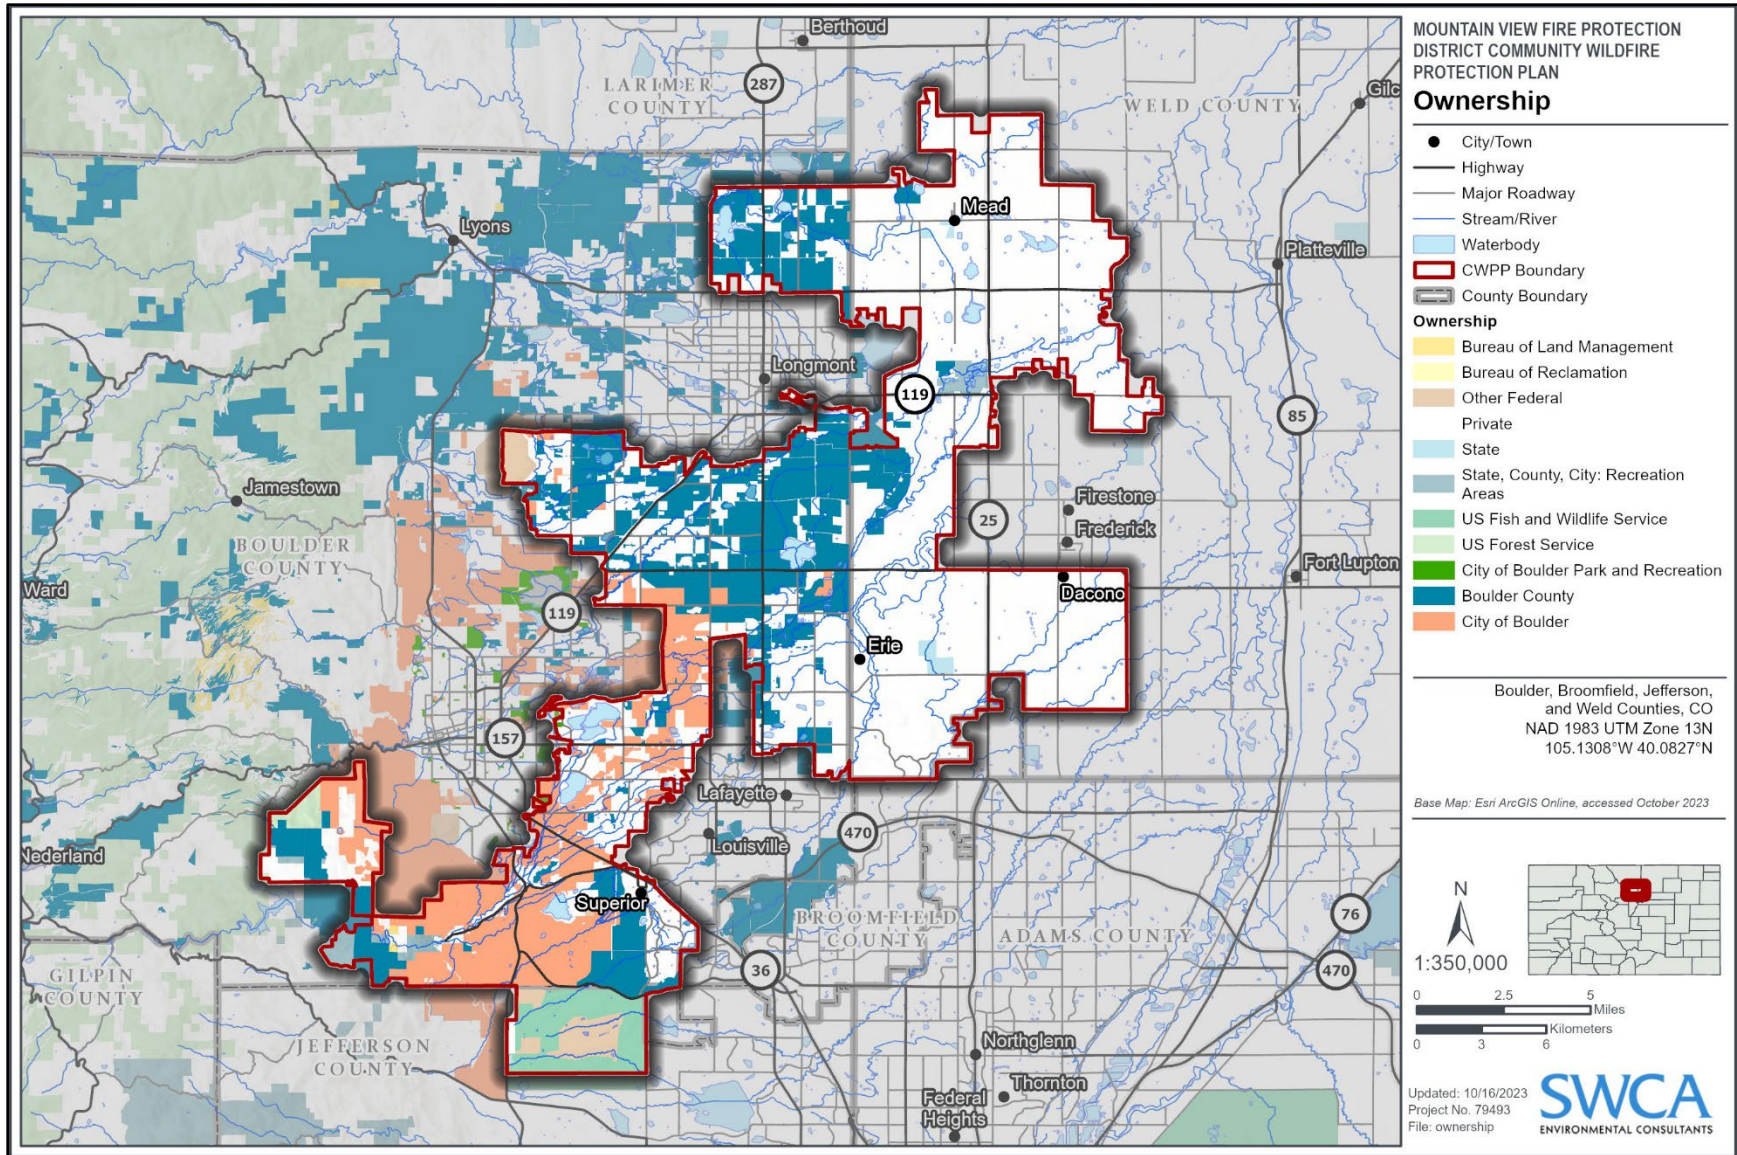 Berthoud
287
LARIMER
COUNTY
WELD COUNTY
Gilc
Mead
Lyons
Platteville
Longmont
119
85
Jamestown
Firestone
25
Frederick
BOULDER
COUNTY
Ward
Fort Lupton
Dacono
119
Erie
157
Lafayette
470
Louisville
Nederland
Superior
BROOMFIELD
COUNTY
ADAMS COUNTY
76
GILPIN
COUNTY
36
470
JEFFERSON
COUNTY
Northglenn
Thornton
Federal
Heights
MOUNTAIN VIEW FIRE PROTECTION
DISTRICT COMMUNITY WILDFIRE
PROTECTION PLAN
Ownership
City/Town
Highway
Major Roadway
Stream/River
Waterbody
CWPP Boundary
County Boundary
Ownership
Bureau of Land Management
Bureau of Reclamation
Other Federal
Private
State
State, County, City: Recreation
Areas
US Fish and Wildlife Service
US Forest Service
City of Boulder Park and Recreation
Boulder County
City of Boulder
Boulder, Broomfield, Jefferson,
and Weld Counties, CO
NAD 1983 UTM Zone 13N
105.1308°W 40.0827°N
Base Map: Esri ArcGIS Online, accessed October 2023
N
1:350,000
0 2.5 5
Miles
Kilometers
0 3 6
Updated: 10/16/2023
Project No. 79493
File: ownership
SWCA
ENVIRONMENTAL CONSULTANTS